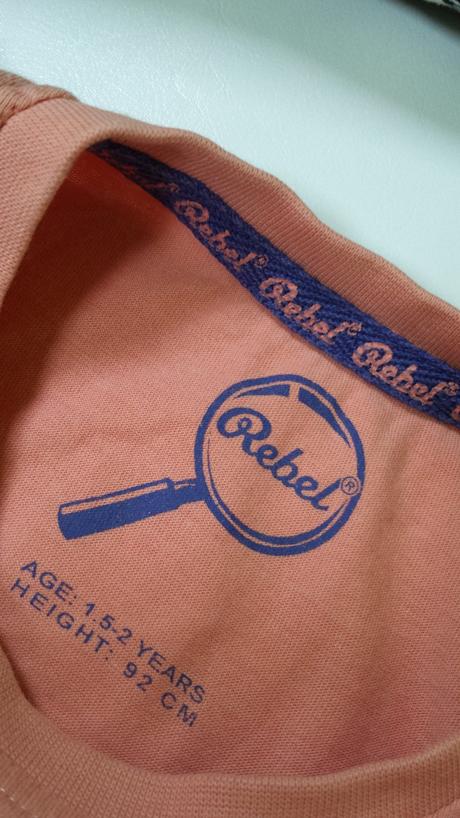 Rebel® Rebel® Rebel®
Rebel®
AGE: 1.5-2 YEARS
HEIGHT: 92 CM